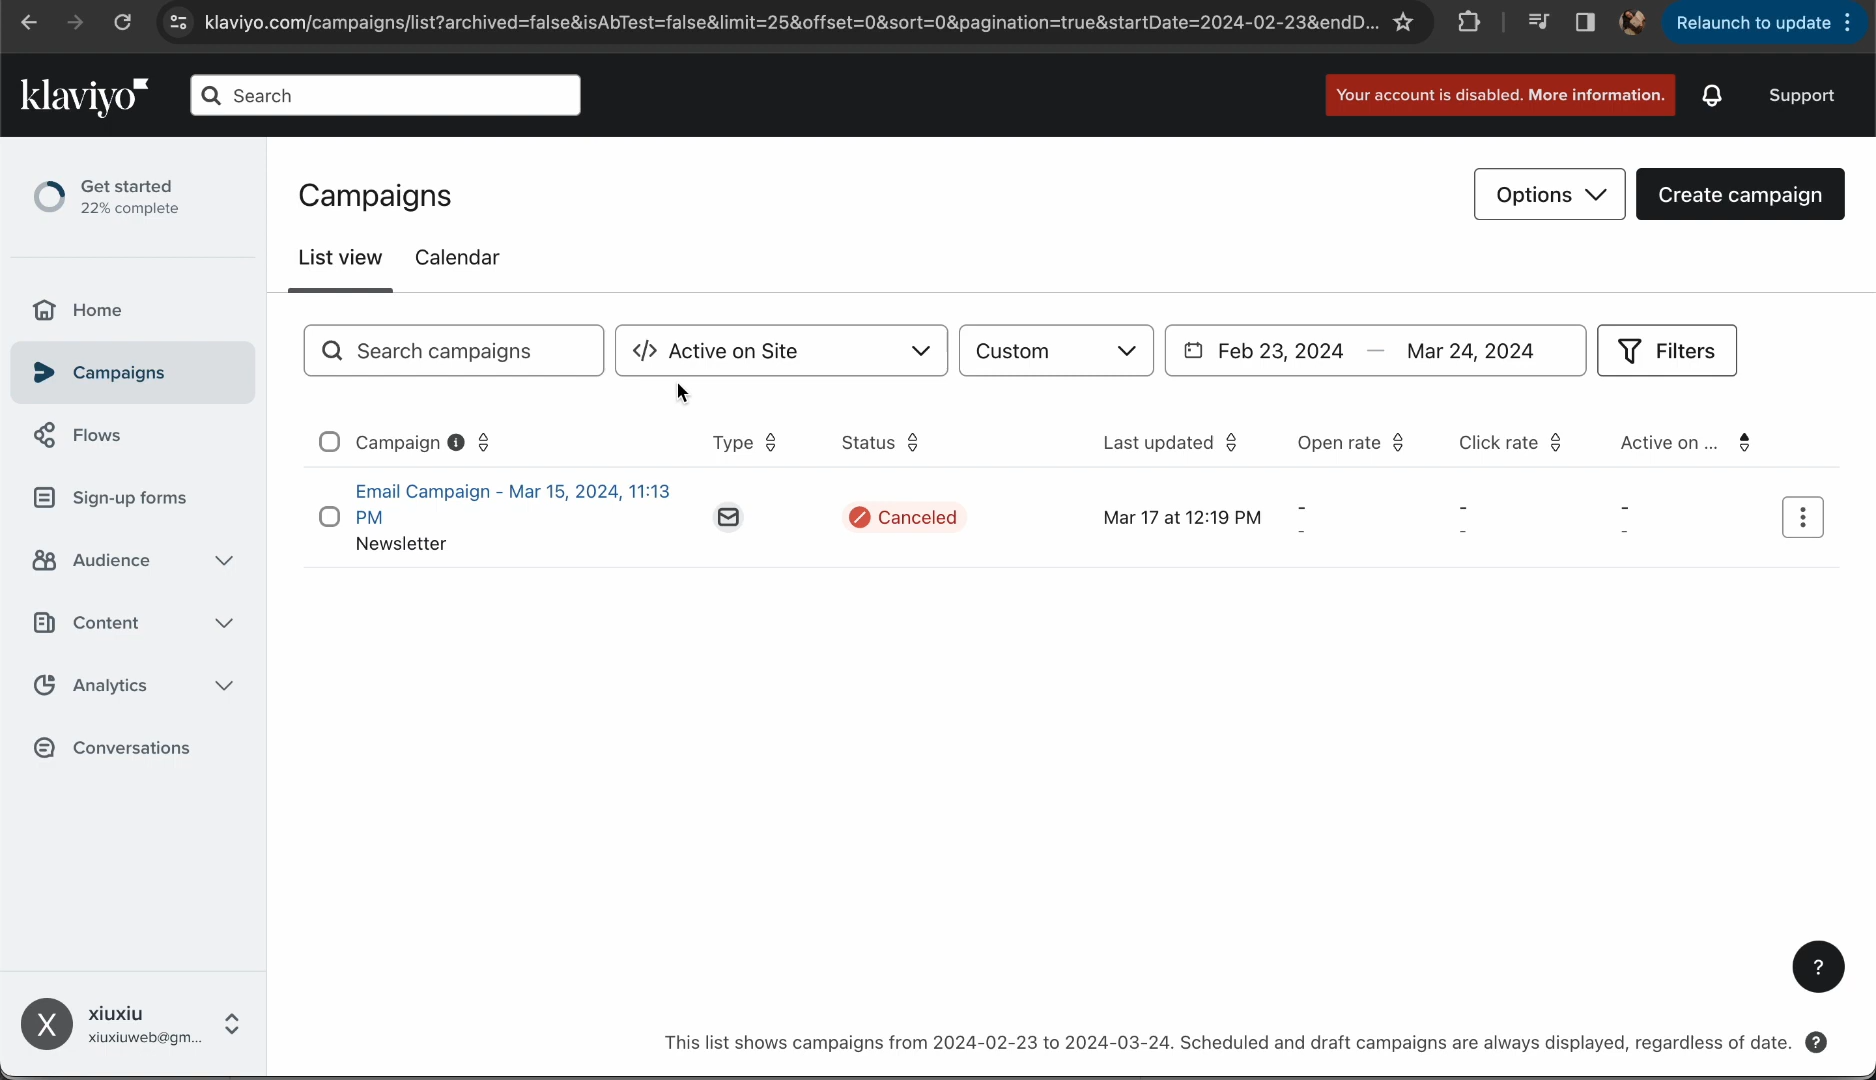 klaviyo.com/campaigns/list?archived=false&isAbTest=false&limit=25&offset=0&sort=0&pagination=true&startDate=2024-02-23&endD...
Relaunch to update
klaviyo
Search
Your account is disabled. More information.
Support
Get started
22% complete
Home
Campaigns
Flows
Sign-up forms
Audience
Content
Analytics
Conversations
X
xiuxiu
xiuxiuweb@gm...
Campaigns
Options
Create campaign
List view
Calendar
Search campaigns
</> Active on Site
Custom
Feb 23, 2024 — Mar 24, 2024
Filters
Campaign
Type
Status
Last updated
Open rate
Click rate
Active on ...
Email Campaign - Mar 15, 2024, 11:13
PM
Newsletter
Canceled
Mar 17 at 12:19 PM
-
-
-
-
-
-
?
This list shows campaigns from 2024-02-23 to 2024-03-24. Scheduled and draft campaigns are always displayed, regardless of date. ?